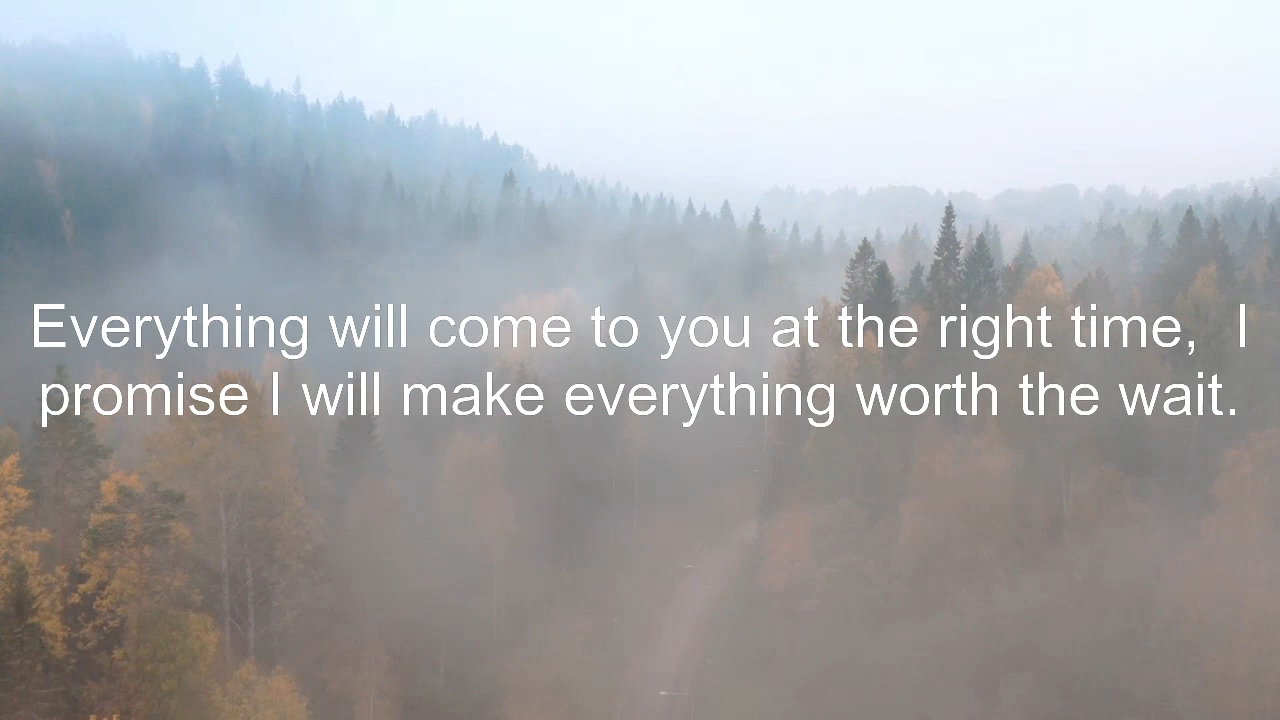 Everything will come to you at the right time,  I
promise I will make everything worth the wait.